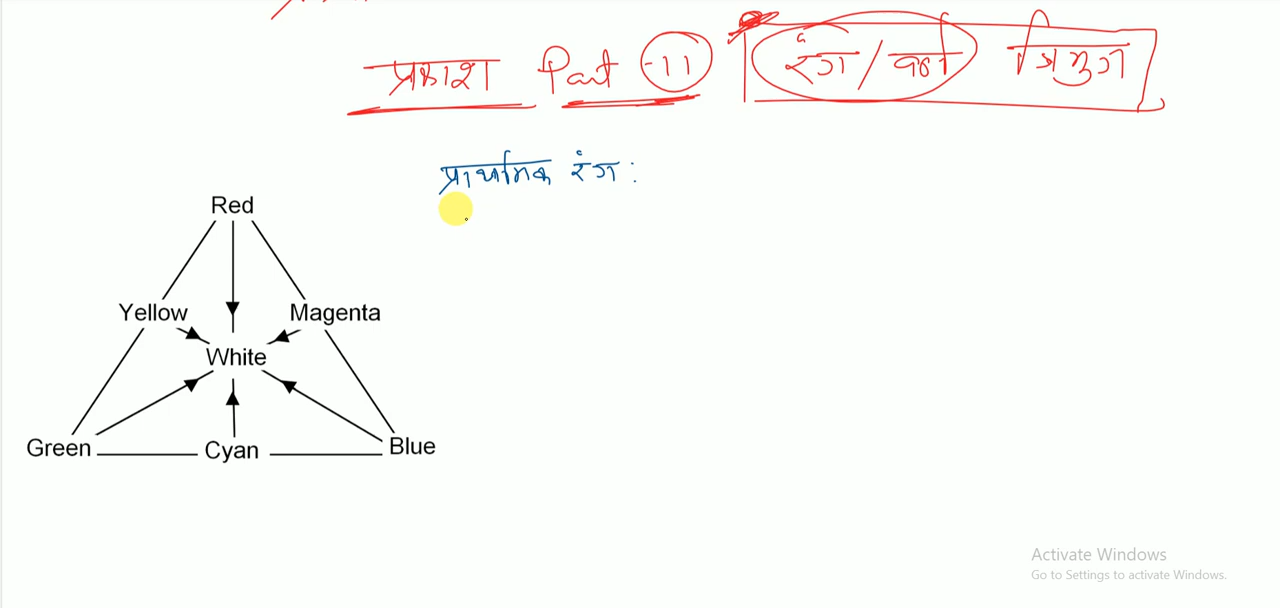 प्रकाश Part -11 रंग / वर्ण त्रिभुज
प्राथमिक रंग :
Red
Yellow Magenta
White
Green Cyan Blue
Activate Windows
Go to Settings to activate Windows.